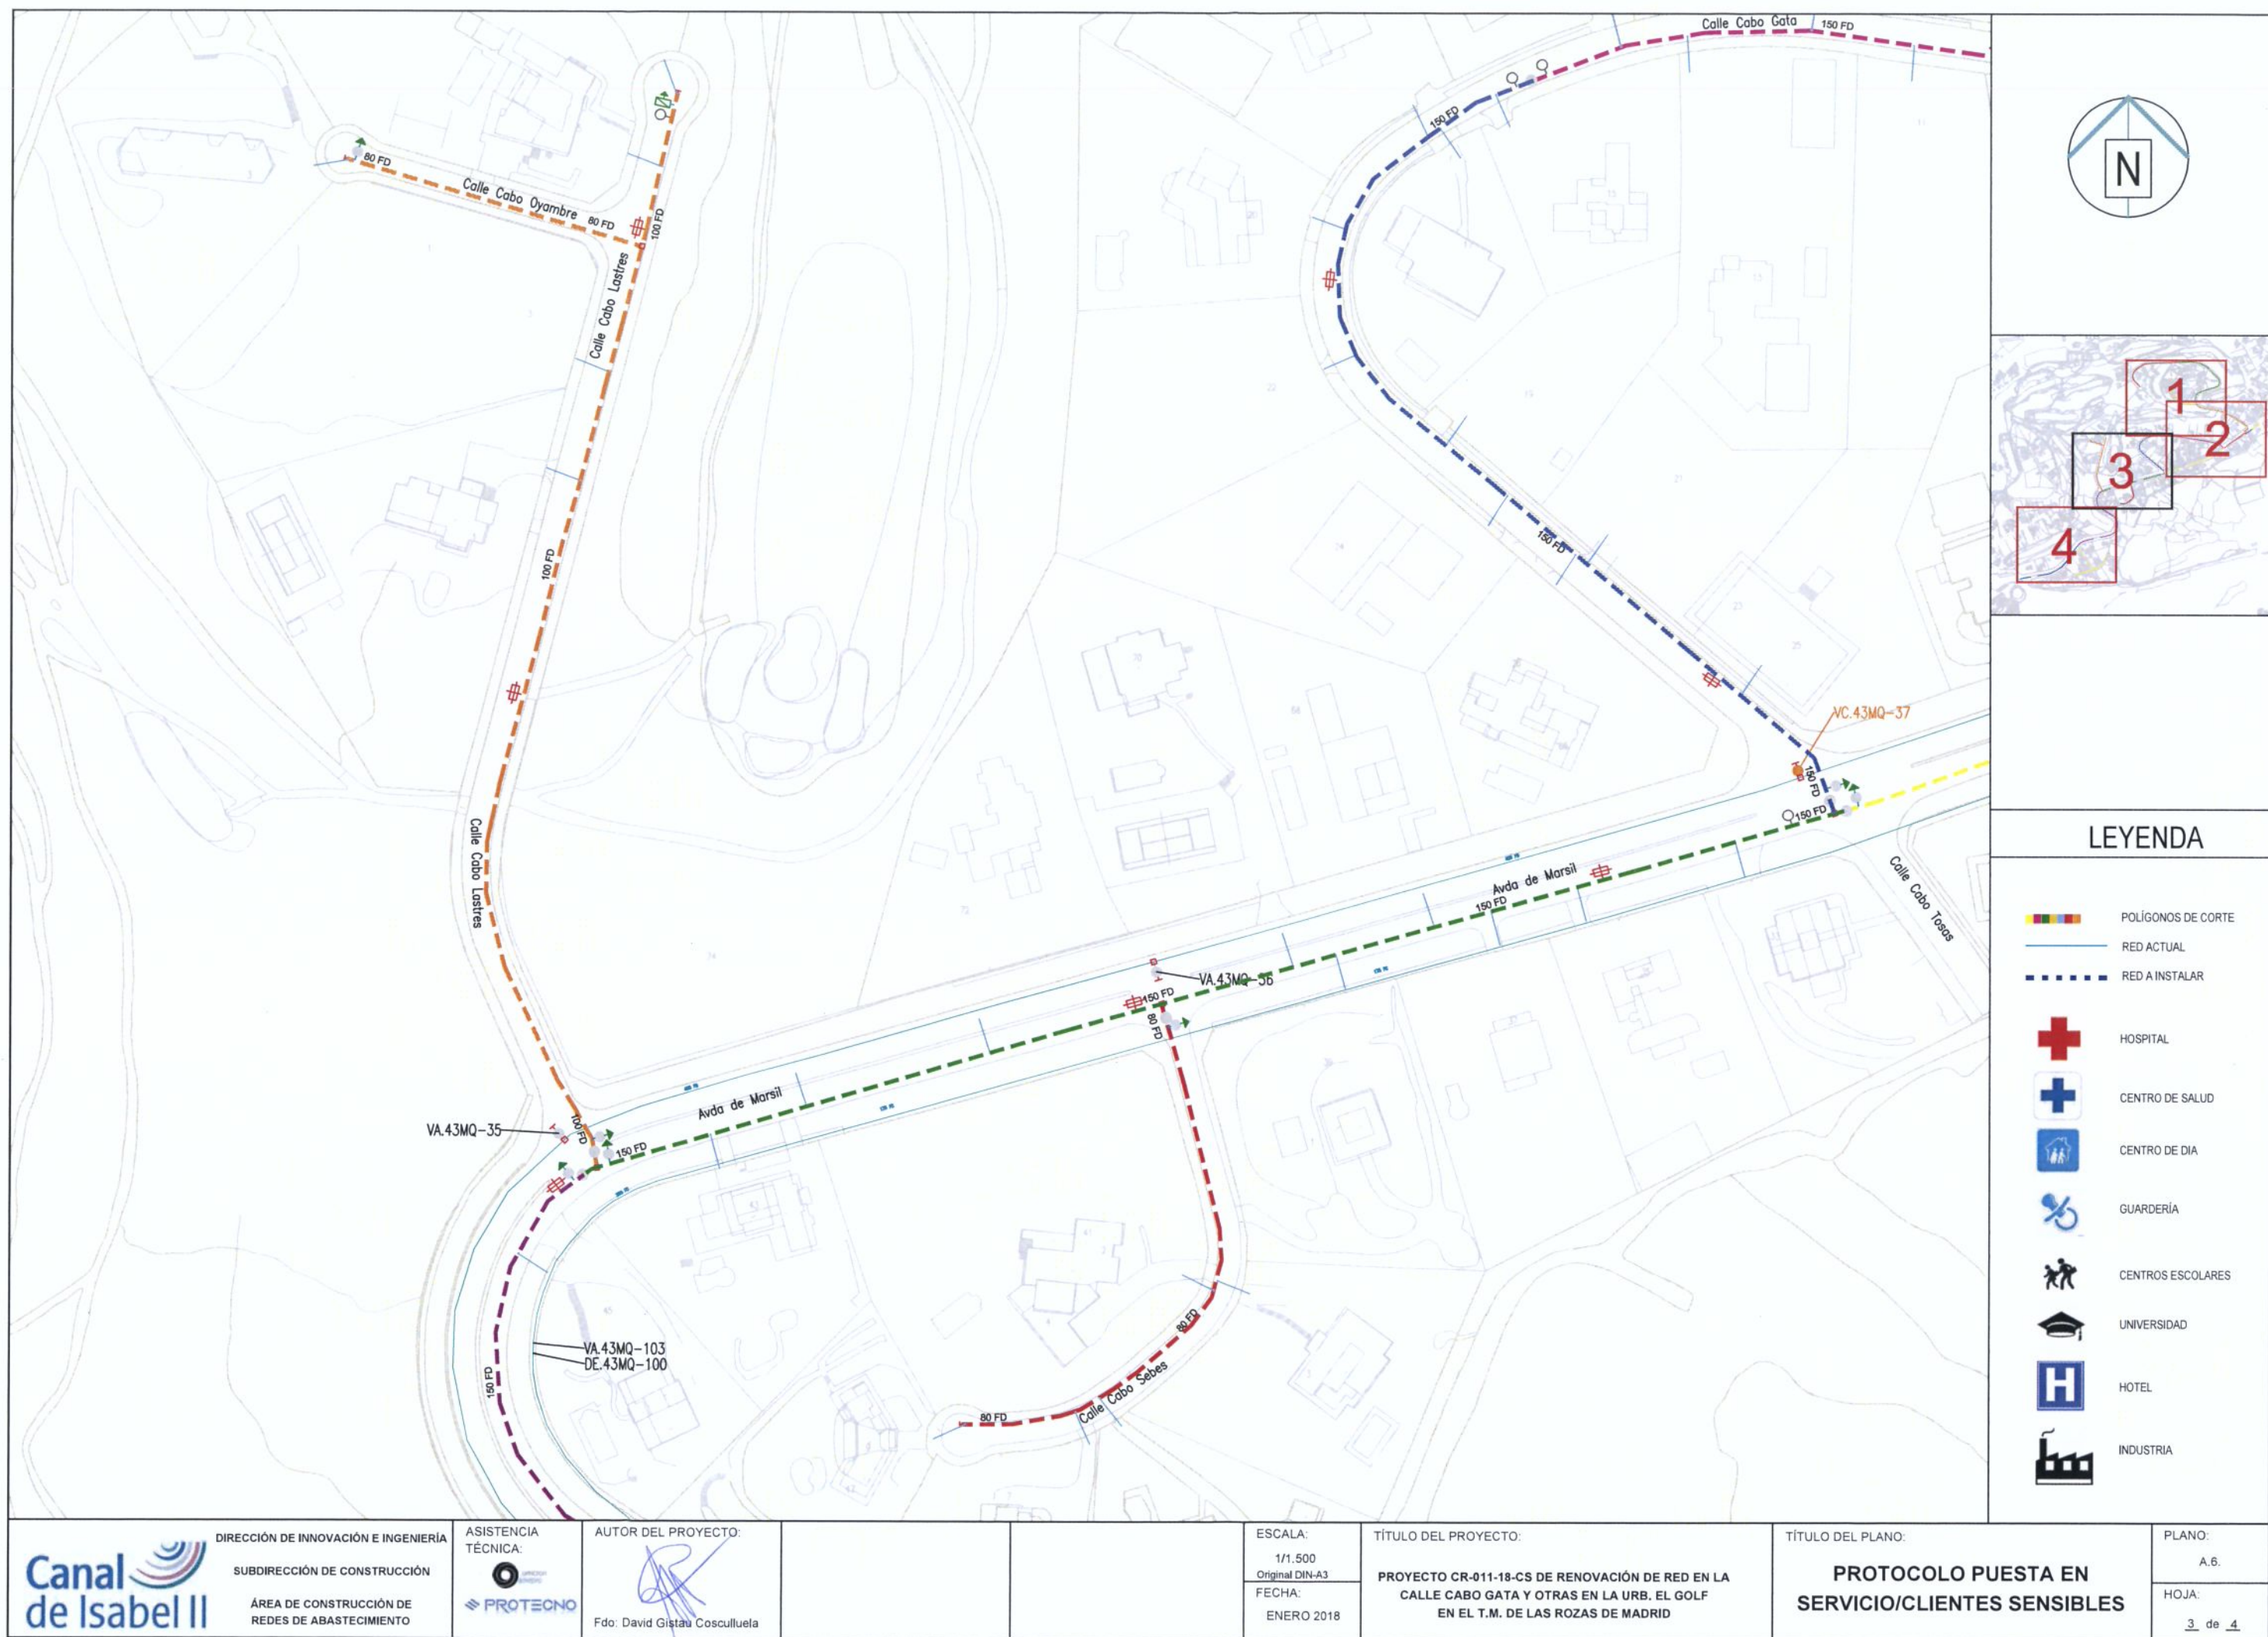 Calle Cabo Gata
150 FD
150 FD
80 FD
Calle Cabo Oyambre
80 FD
100 FD
Calle Cabo Lastres
100 FD
150 FD
VC.43MQ-37
150 FD
150 FD
Calle Cabo Lastres
Calle Cabo Tosas
Avda de Marsil
150 FD
VA.43MQ-56
150 FD
80 FD
Avda de Marsil
VA.43MQ-35
100 FD
150 FD
VA.43MQ-103
DE.43MQ-100
150 FD
80 FD
Calle Cabo Sebes
80 FD
N
1
2
3
4
LEYENDA
POLÍGONOS DE CORTE
RED ACTUAL
RED A INSTALAR
HOSPITAL
CENTRO DE SALUD
CENTRO DE DIA
GUARDERÍA
CENTROS ESCOLARES
UNIVERSIDAD
H
HOTEL
INDUSTRIA
Canal
de Isabel II
DIRECCIÓN DE INNOVACIÓN E INGENIERÍA
SUBDIRECCIÓN DE CONSTRUCCIÓN
ÁREA DE CONSTRUCCIÓN DE
REDES DE ABASTECIMIENTO
ASISTENCIA
TÉCNICA:
PROTECNO
AUTOR DEL PROYECTO:
Fdo: David Gistau Cosculluela
ESCALA:
1/1.500
Original DIN-A3
FECHA:
ENERO 2018
TÍTULO DEL PROYECTO:
PROYECTO CR-011-18-CS DE RENOVACIÓN DE RED EN LA
CALLE CABO GATA Y OTRAS EN LA URB. EL GOLF
EN EL T.M. DE LAS ROZAS DE MADRID
TÍTULO DEL PLANO:
PROTOCOLO PUESTA EN
SERVICIO/CLIENTES SENSIBLES
PLANO:
A.6.
HOJA:
3 de 4